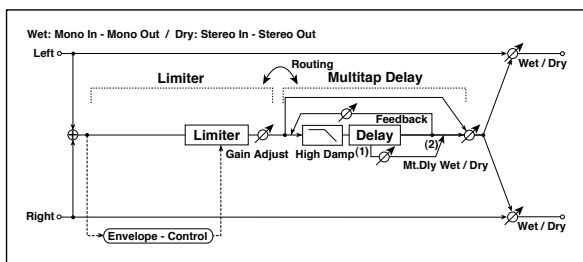 Wet: Mono In - Mono Out / Dry: Stereo In - Stereo Out
Left
Wet / Dry
Routing
Limiter
Multitap Delay
Feedback
Limiter
Delay
Gain Adjust
High Damp
(1)
(2)
Mt.Dly Wet / Dry
Right
Envelope - Control
Wet / Dry